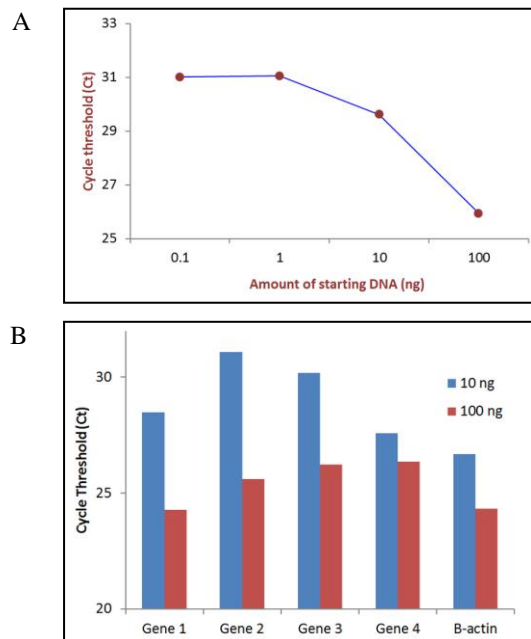 A
Cycle threshold (Ct)
33
31
29
27
25
0.1 1 10 100
Amount of starting DNA (ng)
B
Cycle Threshold (Ct)
30
25
20
10 ng
100 ng
Gene 1 Gene 2 Gene 3 Gene 4 B-actin